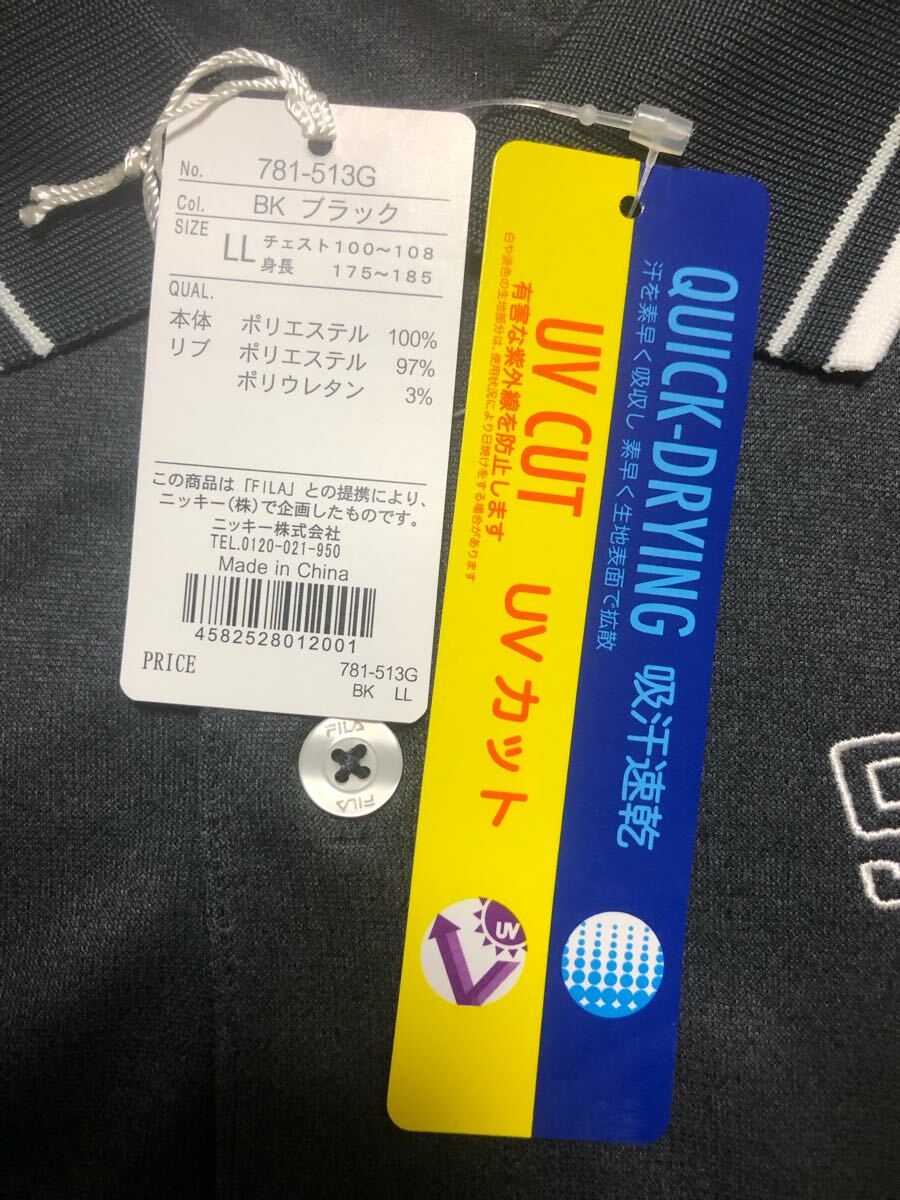 No. 781-513G
Col. BK ブラック
SIZE LL チェスト100〜108
身長 175〜185
QUAL.
本体 ポリエステル 100%
リブ ポリエステル 97%
ポリウレタン 3%
この商品は「FILA」との提携により、
ニッキー(株)で企画したものです。
ニッキー株式会社
TEL.0120-021-950
Made in China
4582528012001
PRICE
781-513G
BK LL
FILA
FILA
QUICK-DRYING 吸汗速乾
汗を素早く吸収し 素早く生地表面で拡散
UV CUT UVカット
有害な紫外線を防止します
白や淡色の生地部分は、使用状況により日焼けをする場合があります
UV